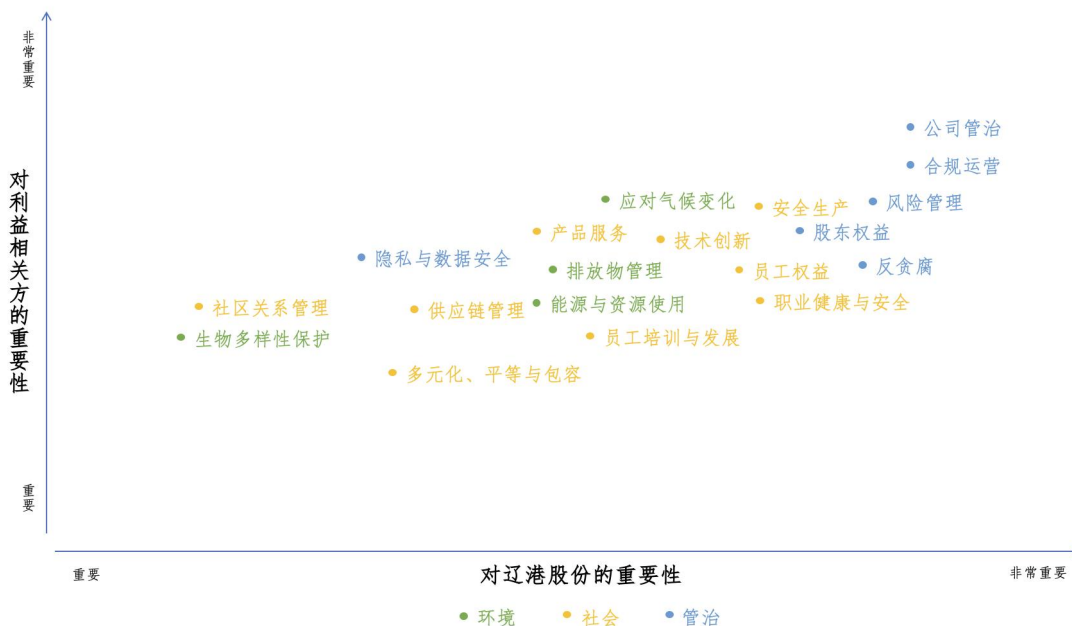 非常重要
对利益相关方的重要性
重要
公司管治
合规运营
应对气候变化
安全生产
风险管理
产品服务
技术创新
股东权益
隐私与数据安全
排放物管理
员工权益
反贪腐
社区关系管理
供应链管理
能源与资源使用
职业健康与安全
生物多样性保护
员工培训与发展
多元化、平等与包容
重要
对辽港股份的重要性
非常重要
环境
社会
管治